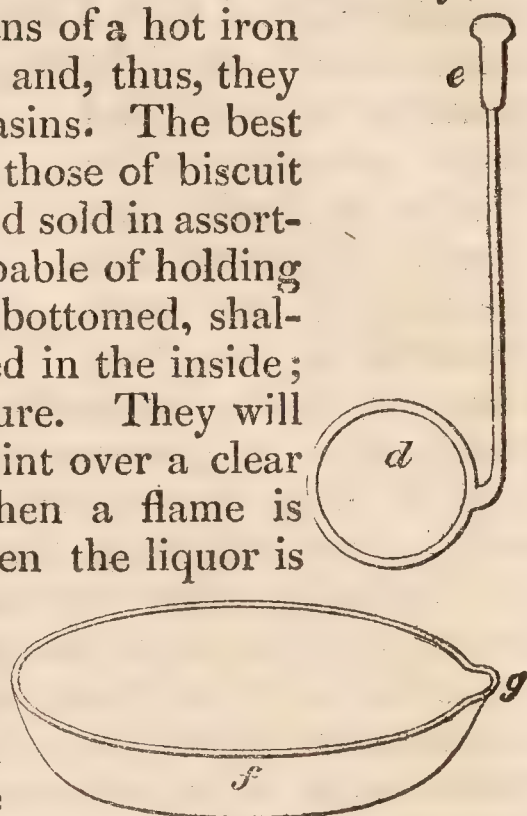 ns of a hot iron
and, thus, they
asins. The best
those of biscuit
d sold in assort-
pable of holding
bottomed, shal-
ed in the inside;
ure. They will
int over a clear
hen a flame is
en the liquor is
e
d
g
f